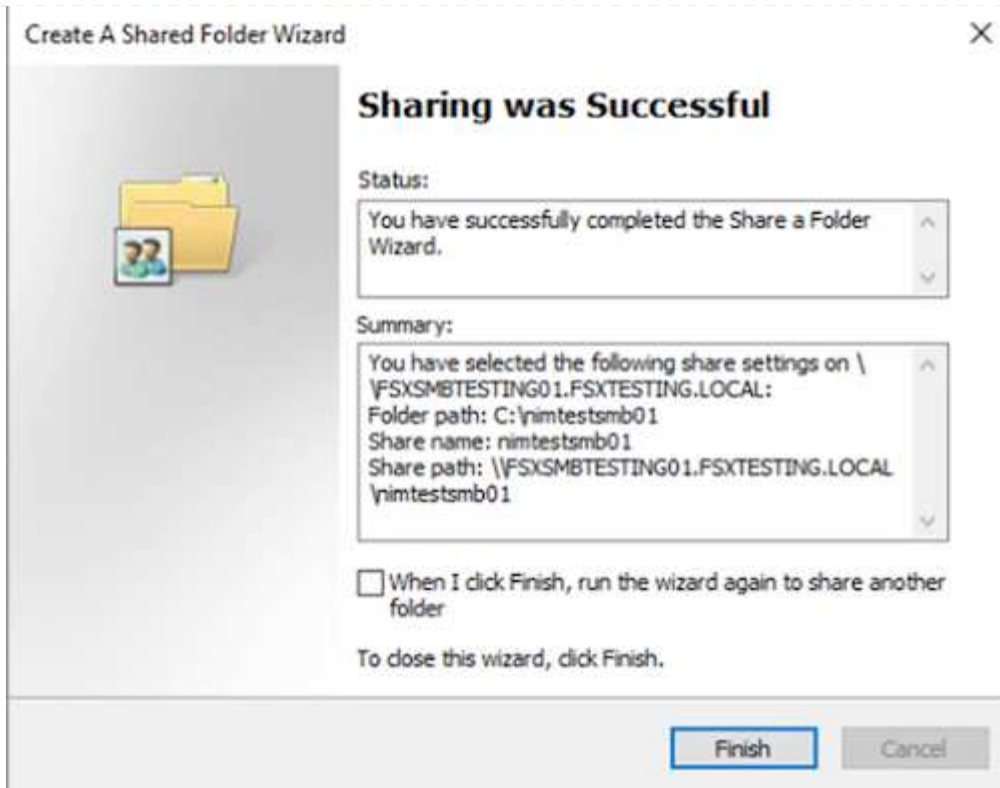 Create A Shared Folder Wizard
Sharing was Successful
Status:
You have successfully completed the Share a Folder
Wizard.
Summary:
You have selected the following share settings on \
\FSXSMBTESTING01.FSXTESTING.LOCAL:
Folder path: C:\nimtestsmb01
Share name: nimtestsmb01
Share path: \\FSXSMBTESTING01.FSXTESTING.LOCAL
\nimtestsmb01
When I click Finish, run the wizard again to share another
folder
To close this wizard, click Finish.
Finish
Cancel